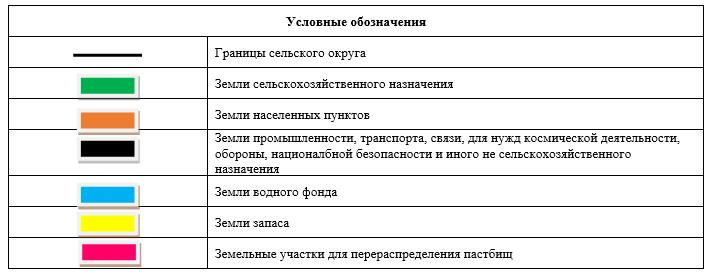 Условные обозначения
Границы сельского округа
Земли сельскохозяйственного назначения
Земли населенных пунктов
Земли промышленности, транспорта, связи, для нужд космической деятельности,
обороны, националбной безопасности и иного не сельскохозяйственного
назначения
Земли водного фонда
Земли запаса
Земельные участки для перераспределения пастбищ